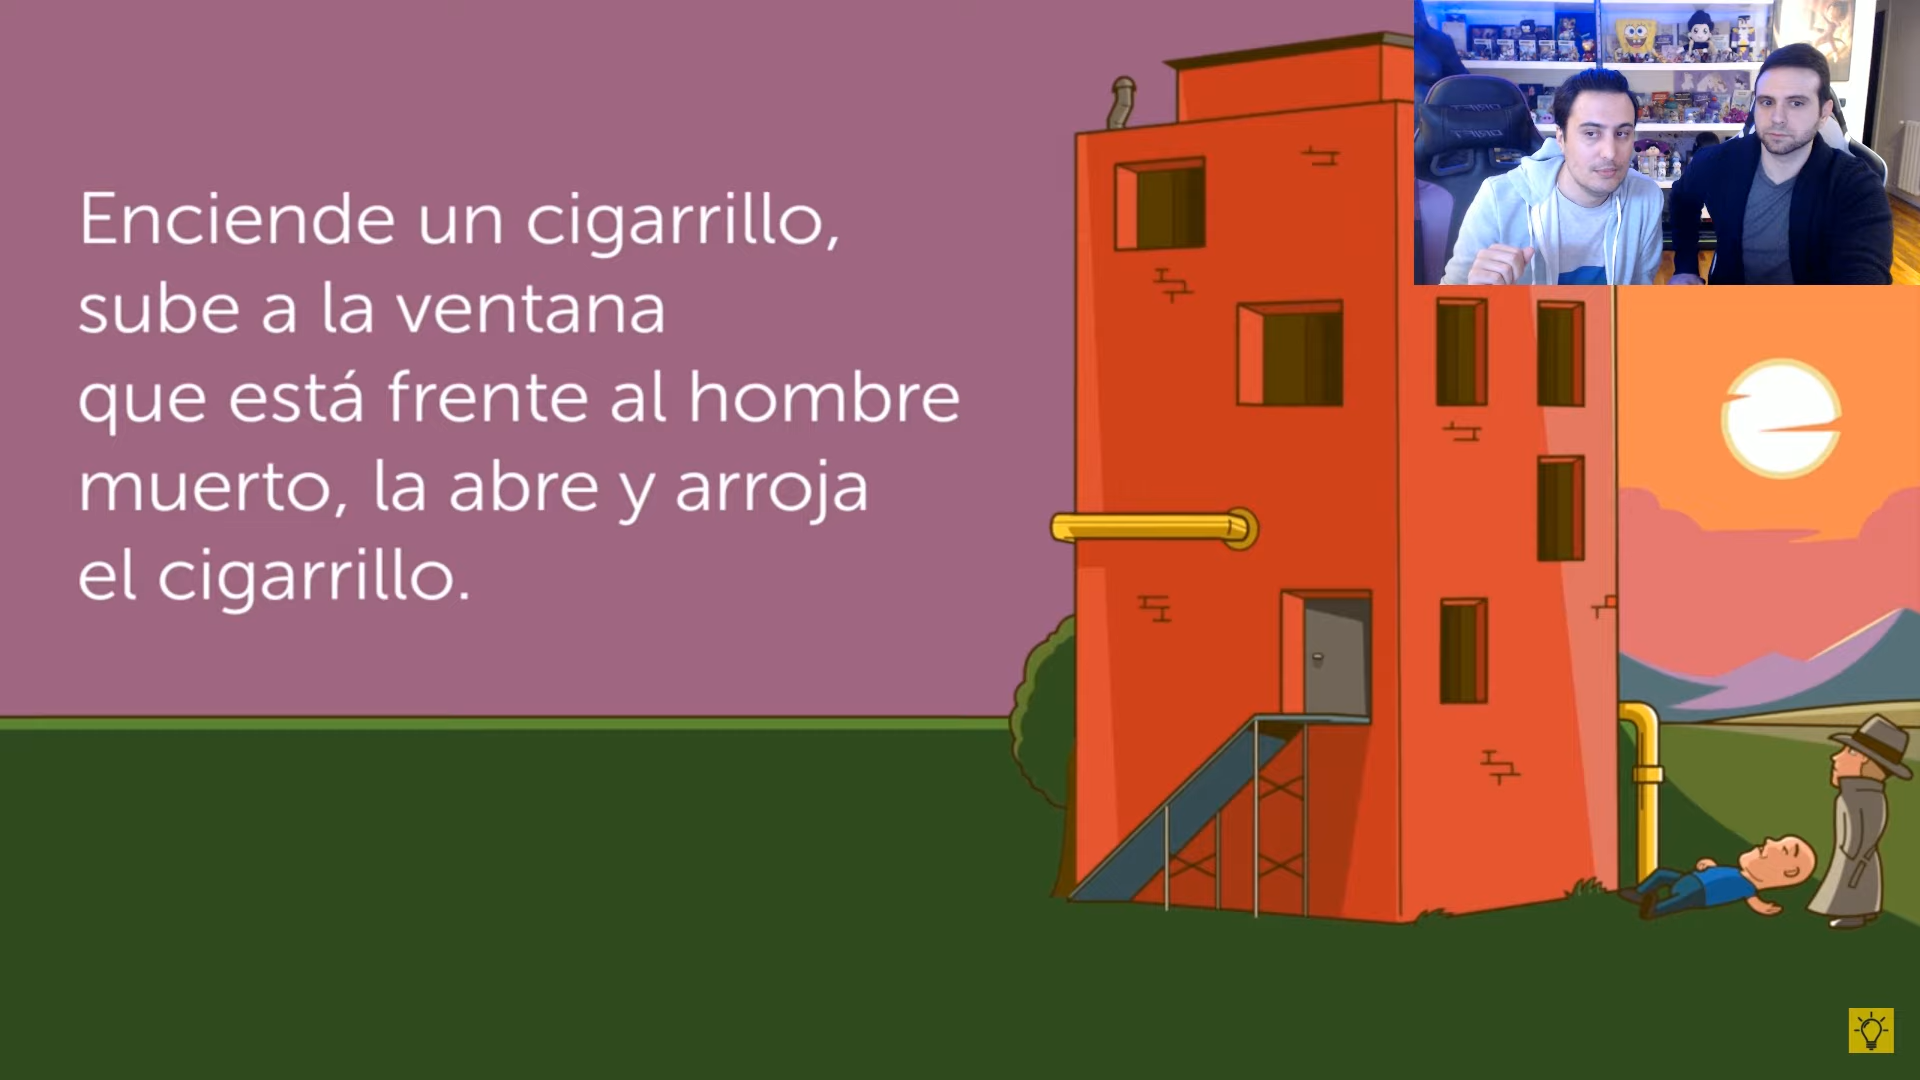 Enciende un cigarrillo,
sube a la ventana
que está frente al hombre
muerto, la abre y arroja
el cigarrillo.